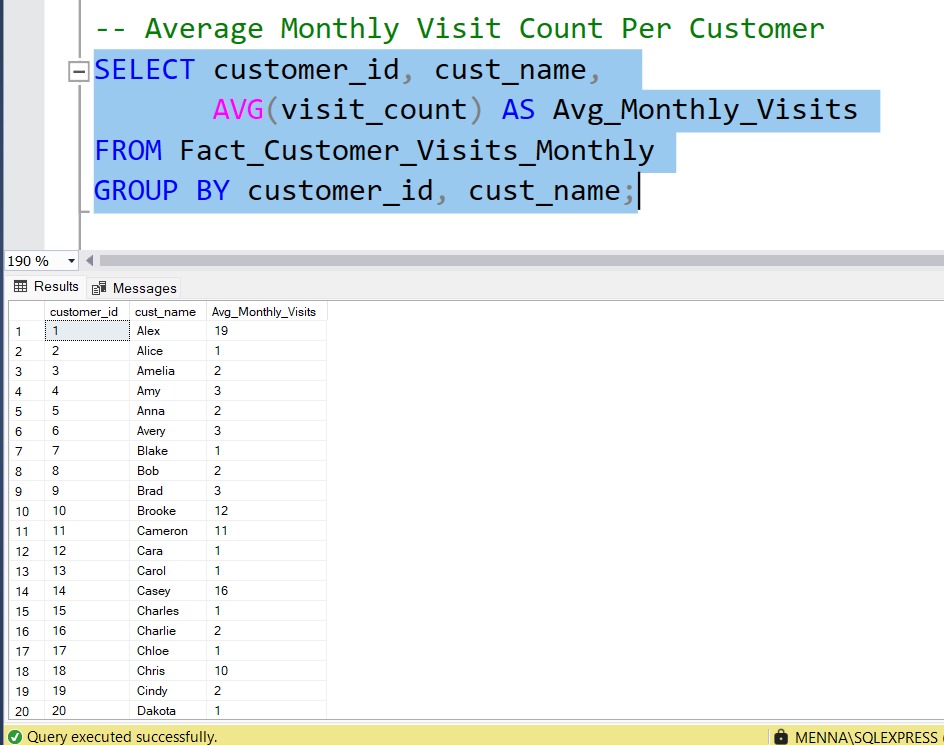 -- Average Monthly Visit Count Per Customer
SELECT customer_id, cust_name,
AVG(visit_count) AS Avg_Monthly_Visits
FROM Fact_Customer_Visits_Monthly
GROUP BY customer_id, cust_name;
190 %
Results Messages
customer_id cust_name Avg_Monthly_Visits
1 1 Alex 19
2 2 Alice 1
3 3 Amelia 2
4 4 Amy 3
5 5 Anna 2
6 6 Avery 3
7 7 Blake 1
8 8 Bob 2
9 9 Brad 3
10 10 Brooke 12
11 11 Cameron 11
12 12 Cara 1
13 13 Carol 1
14 14 Casey 16
15 15 Charles 1
16 16 Charlie 2
17 17 Chloe 1
18 18 Chris 10
19 19 Cindy 2
20 20 Dakota 1
Query executed successfully. MENNA\SQLEXPRESS